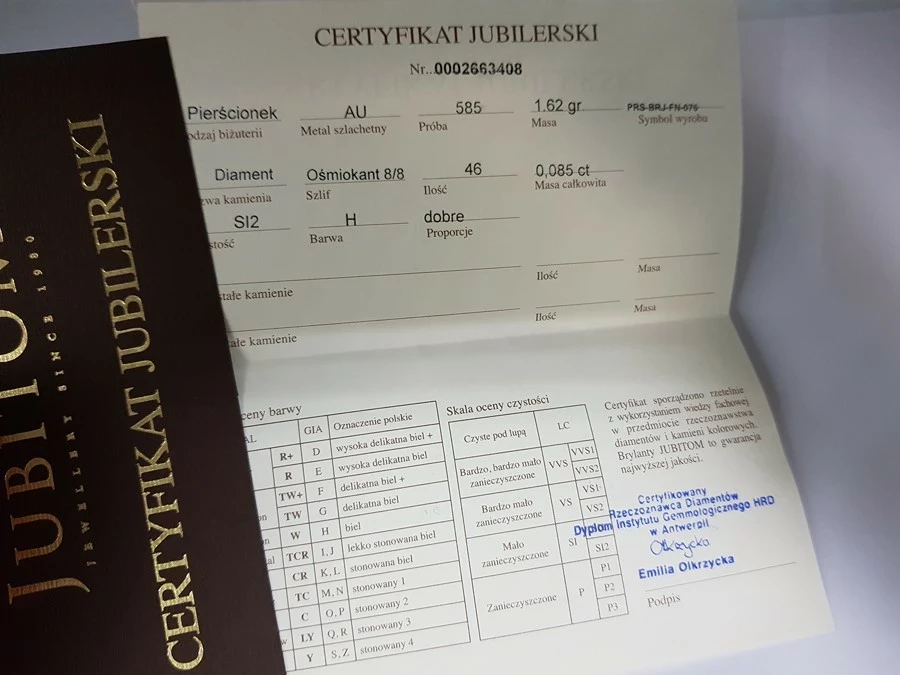 CERTYFIKAT JUBILERSKI
Nr..0002663408
Pierścionek AU 585 1.62 gr. PRS-BRJ-FN-076
odzaj biżuterii Metal szlachetny Próba Masa Symbol wyrobu
Diament Ośmiokant 8/8 46 0,085 ct
zwa kamienia Szlif Ilość Masa całkowita
SI2 H dobre
tość Barwa Proporcje
stałe kamienie Ilość Masa
ałe kamienie Ilość Masa
ceny barwy
AL GIA Oznaczenie polskie
R+ D wysoka delikatna biel +
R E wysoka delikatna biel
TW+ F delikatna biel +
TW G delikatna biel
W H biel
TCR I, J lekko stonowana biel
CR K, L stonowana biel
TC M, N stonowany 1
C O, P stonowany 2
LY Q, R stonowany 3
Y S, Z stonowany 4
Skala oceny czystości
Czyste pod lupą LC
Bardzo, bardzo mało
zanieczyszczone VVS VVS1
VVS2
Bardzo mało
zanieczyszczone VS VS1
VS2
Mało
zanieczyszczone SI
SI2
Zanieczyszczone P P1
P2
P3
Certyfikat sporządzono rzetelnie
z wykorzystaniem wiedzy fachowej
w przedmiocie rzeczoznawstwa
diamentów i kamieni kolorowych.
Brylanty JUBITOM to gwarancja
najwyższej jakości.
Certyfikowany
Rzeczoznawca Diamentów
Dyplom Instytutu Gemmologicznego HRD
w Antwerpii
Olkrzycka
Emilia Olkrzycka
Podpis
JUBITOM
JEWELLERY SINCE 1980
CERTYFIKAT JUBILERSKI